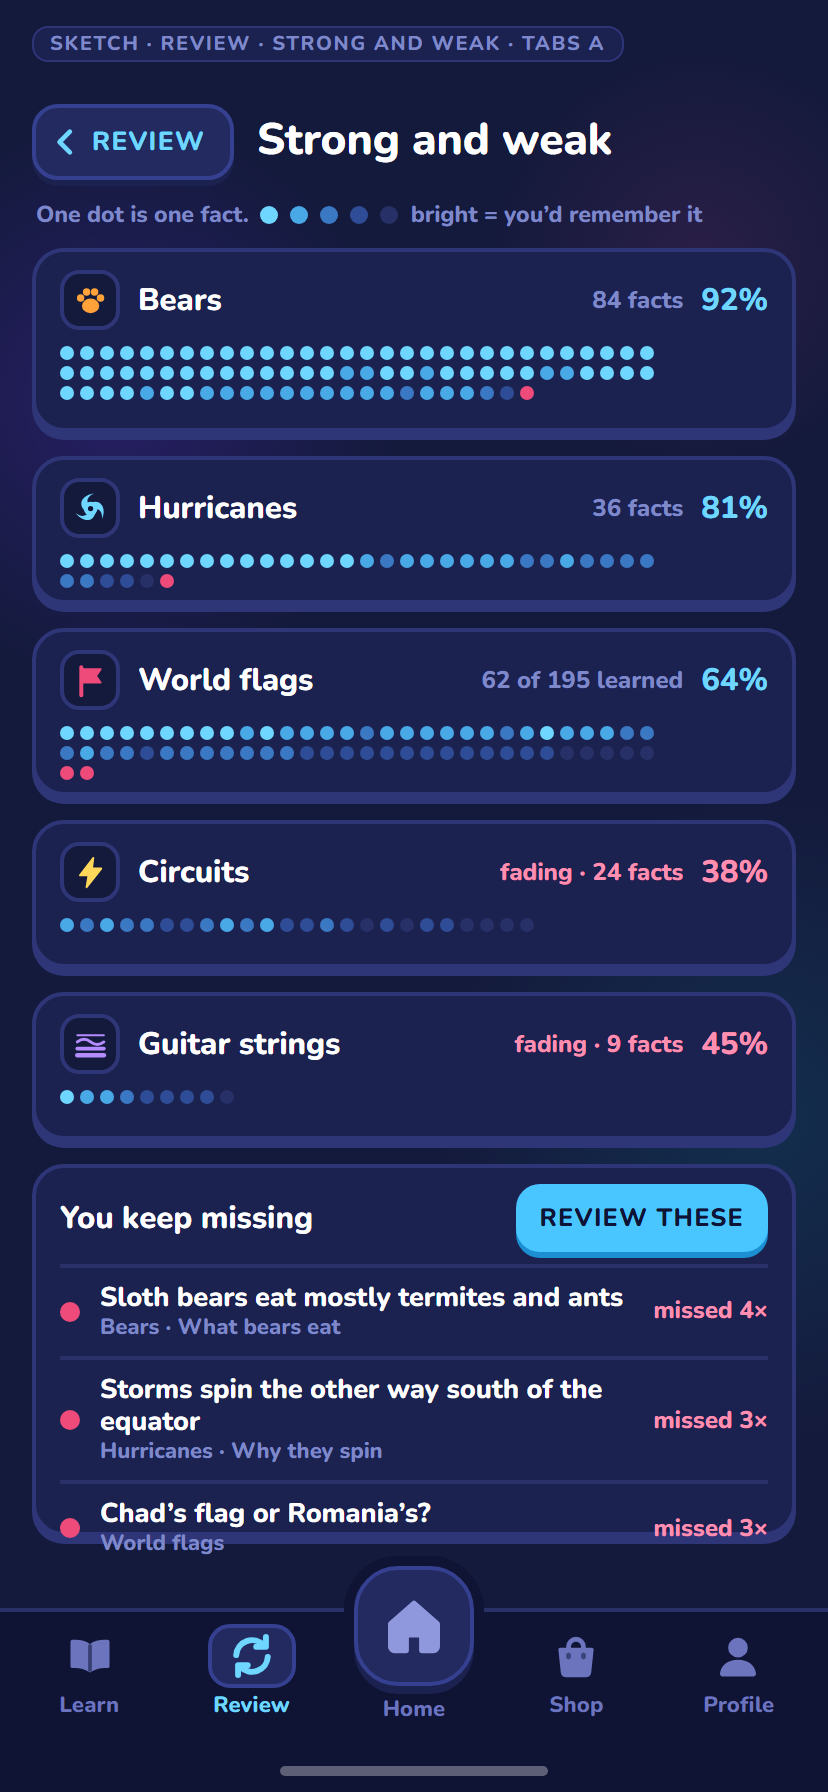 SKETCH · REVIEW · STRONG AND WEAK · TABS A
REVIEW
Strong and weak
One dot is one fact.
bright = you’d remember it
Bears
84 facts
92%
Hurricanes
36 facts
81%
World flags
62 of 195 learned
64%
Circuits
fading · 24 facts
38%
Guitar strings
fading · 9 facts
45%
You keep missing
REVIEW THESE
Sloth bears eat mostly termites and ants
Bears · What bears eat
missed 4×
Storms spin the other way south of the
equator
Hurricanes · Why they spin
missed 3×
Chad’s flag or Romania’s?
World flags
missed 3×
Learn
Review
Home
Shop
Profile